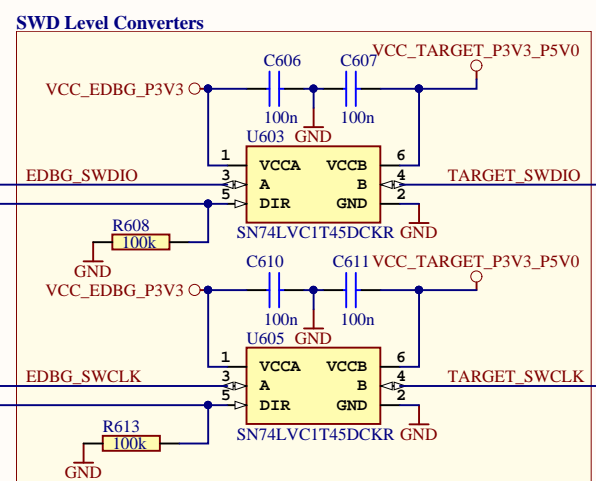 SWD Level Converters
C606
C607
VCC_TARGET_P3V3_P5V0
VCC_EDBG_P3V3
100n
100n
U603
GND
1
VCCA
VCCB
6
EDBG_SWDIO
3
A
B
4
TARGET_SWDIO
5
DIR
GND
2
R608
100k
SN74LVC1T45DCKR
GND
GND
C610
C611
VCC_TARGET_P3V3_P5V0
VCC_EDBG_P3V3
100n
100n
U605
GND
1
VCCA
VCCB
6
EDBG_SWCLK
3
A
B
4
TARGET_SWCLK
5
DIR
GND
2
R613
100k
SN74LVC1T45DCKR
GND
GND